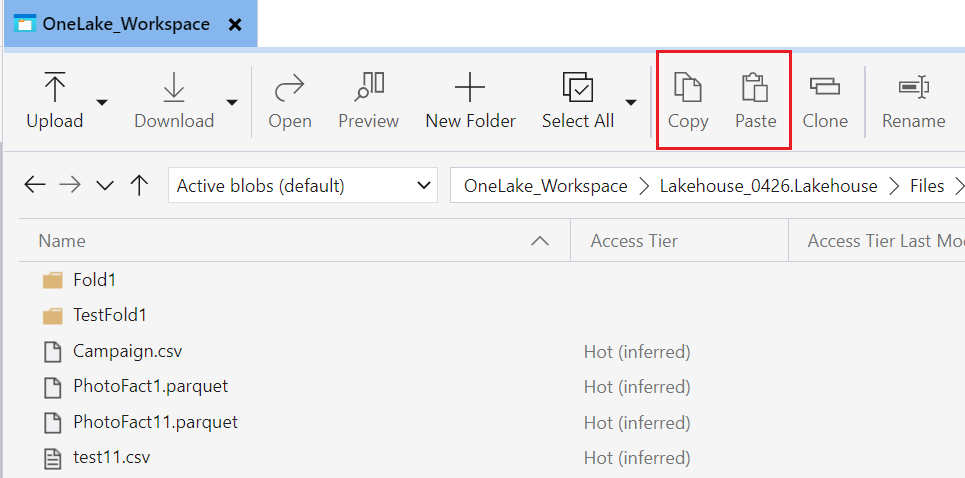 OneLake_Workspace
Upload Download Open Preview New Folder Select All Copy Paste Clone Rename
Active blobs (default) OneLake_Workspace Lakehouse_0426.Lakehouse Files
Name Access Tier Access Tier Last Mo
Fold1
TestFold1
Campaign.csv Hot (inferred)
PhotoFact1.parquet Hot (inferred)
PhotoFact11.parquet Hot (inferred)
test11.csv Hot (inferred)